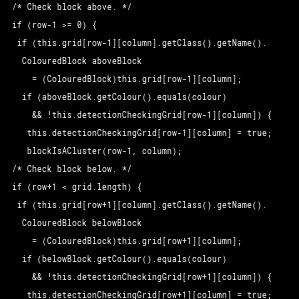 /* Check block above. */
if (row-1 >= 0) {
if (this.grid[row-1][column].getClass().getName().
ColouredBlock aboveBlock
= (ColouredBlock)this.grid[row-1][column];
if (aboveBlock.getColour().equals(colour)
&& !this.detectionCheckingGrid[row-1][column]) {
this.detectionCheckingGrid[row-1][column] = true;
blockIsACluster(row-1, column);
/* Check block below. */
if (row+1 < grid.length) {
if (this.grid[row+1][column].getClass().getName().
ColouredBlock belowBlock
= (ColouredBlock)this.grid[row+1][column];
if (belowBlock.getColour().equals(colour)
&& !this.detectionCheckingGrid[row+1][column]) {
this.detectionCheckingGrid[row+1][column] = true;